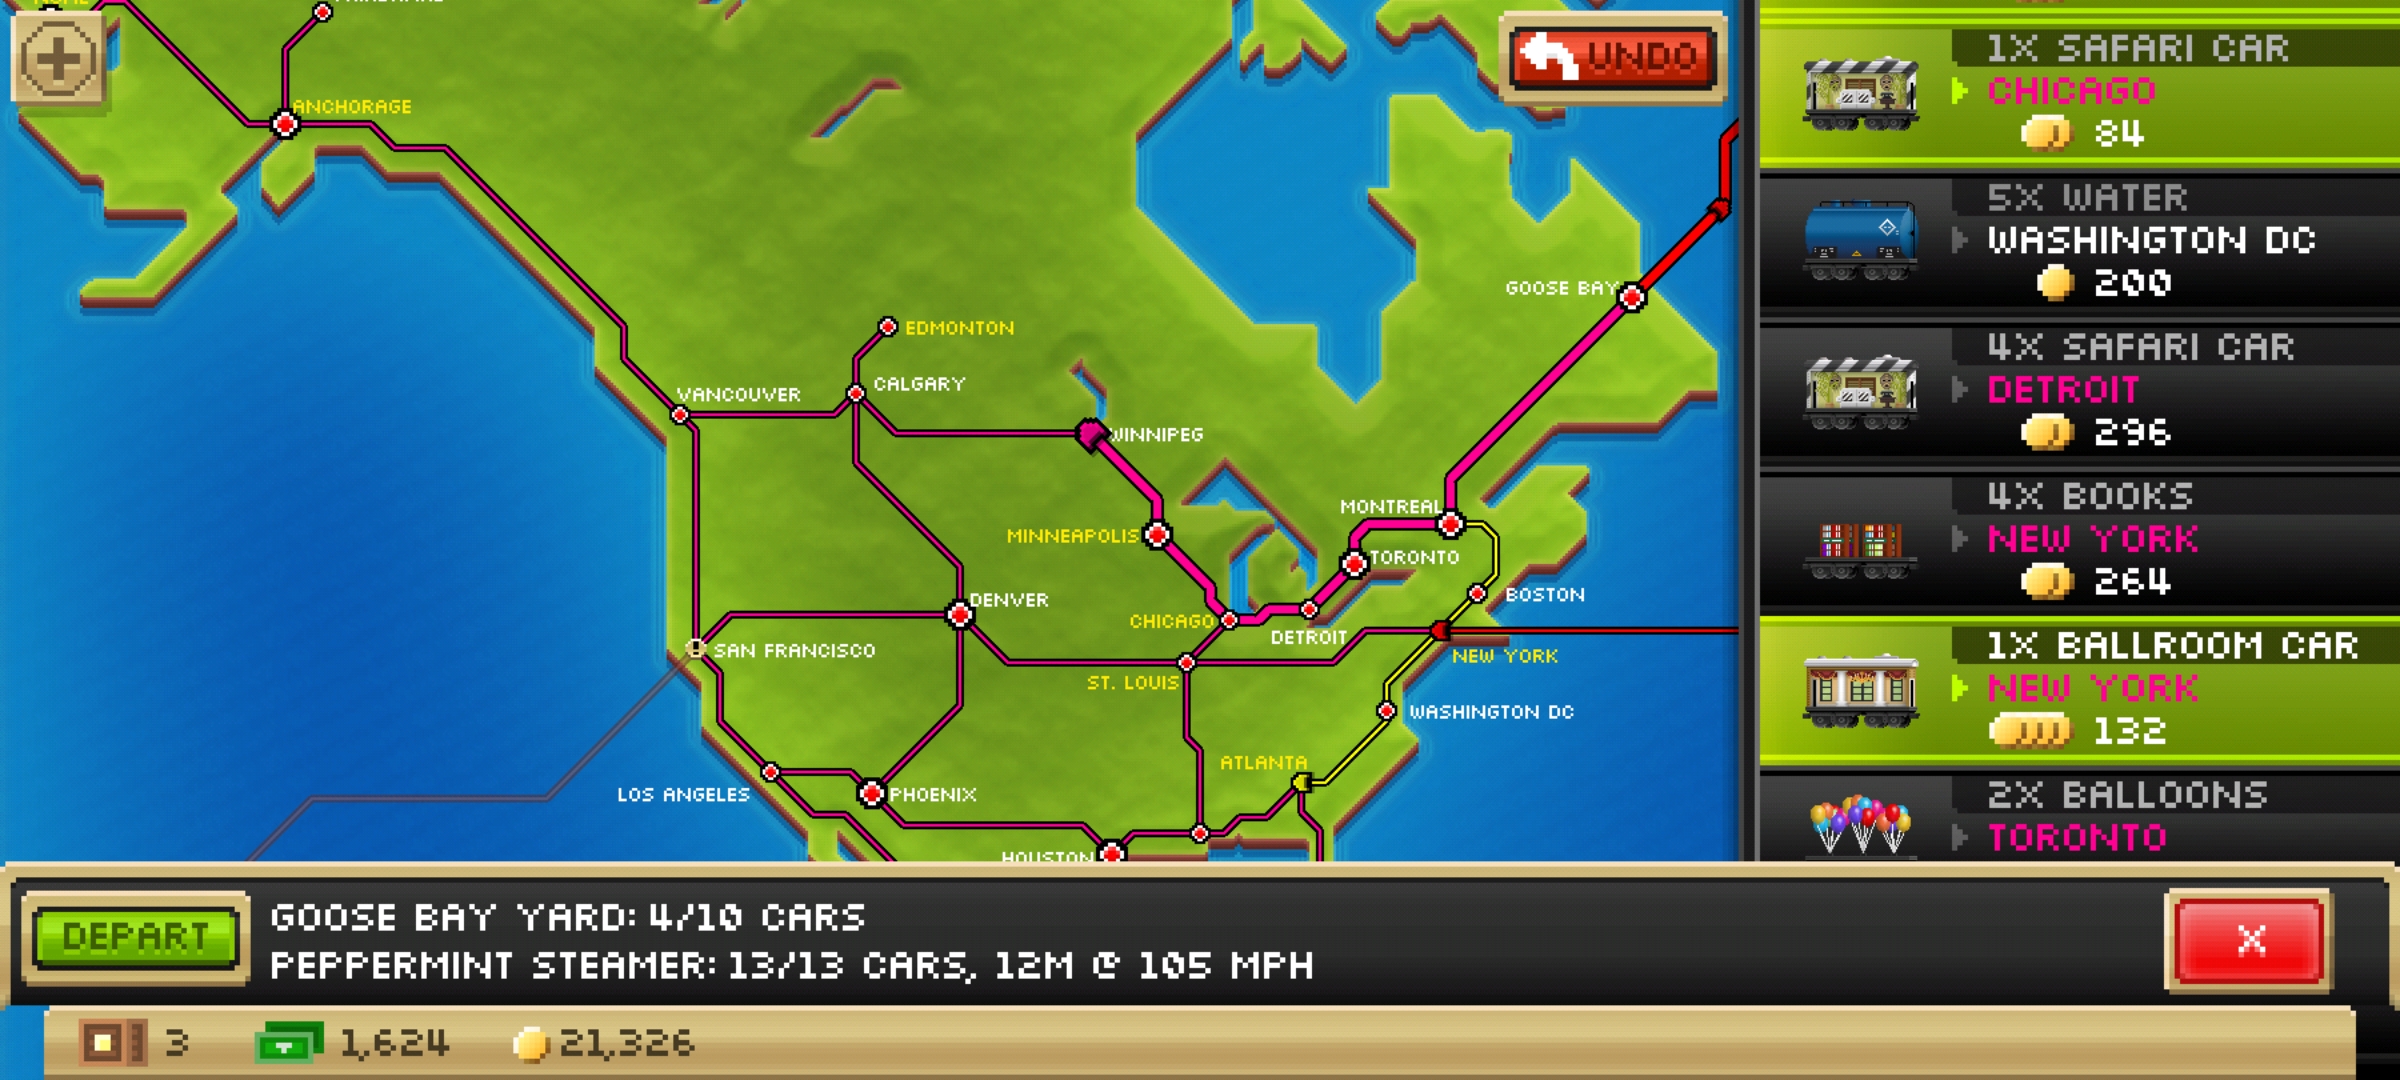 UNDO
ANCHORAGE
EDMONTON
CALGARY
VANCOUVER
WINNIPEG
GOOSE BAY
MONTREAL
MINNEAPOLIS
TORONTO
BOSTON
DENVER
CHICAGO
DETROIT
SAN FRANCISCO
NEW YORK
ST. LOUIS
WASHINGTON DC
ATLANTA
LOS ANGELES
PHOENIX
HOUSTON
1X SAFARI CAR
CHICAGO
84
5X WATER
WASHINGTON DC
200
4X SAFARI CAR
DETROIT
296
4X BOOKS
NEW YORK
264
1X BALLROOM CAR
NEW YORK
132
2X BALLOONS
TORONTO
DEPART
GOOSE BAY YARD: 4/10 CARS
PEPPERMINT STEAMER: 13/13 CARS, 12M @ 105 MPH
X
3
1,624
21,326